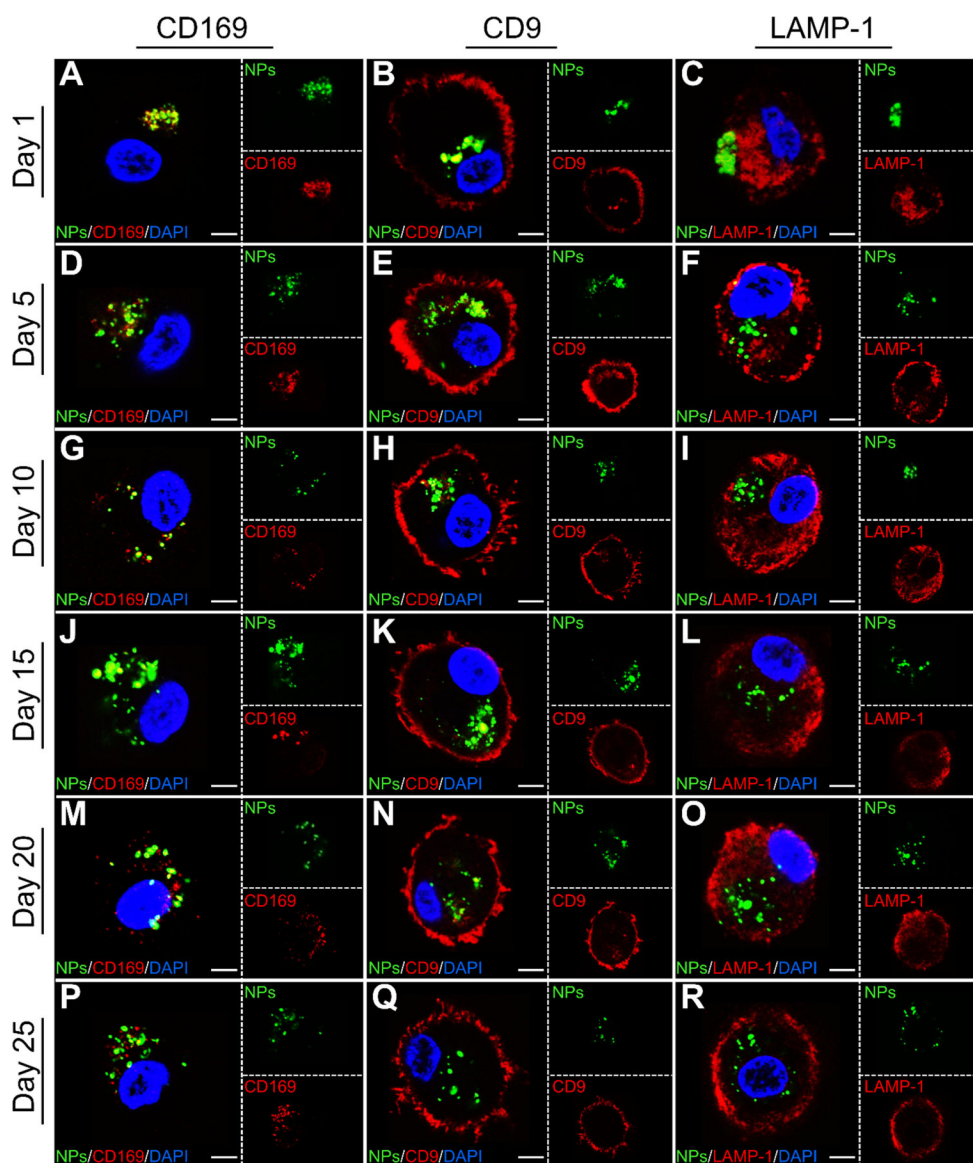 CD169 CD9 LAMP-1
Day 1
A NPs B NPs C NPs
CD169 CD9 LAMP-1
NPs/CD169/DAPI NPs/CD9/DAPI NPs/LAMP-1/DAPI
Day 5
D NPs E NPs F NPs
CD169 CD9 LAMP-1
NPs/CD169/DAPI NPs/CD9/DAPI NPs/LAMP-1/DAPI
Day 10
G NPs H NPs I NPs
CD169 CD9 LAMP-1
NPs/CD169/DAPI NPs/CD9/DAPI NPs/LAMP-1/DAPI
Day 15
J NPs K NPs L NPs
CD169 CD9 LAMP-1
NPs/CD169/DAPI NPs/CD9/DAPI NPs/LAMP-1/DAPI
Day 20
M NPs N NPs O NPs
CD169 CD9 LAMP-1
NPs/CD169/DAPI NPs/CD9/DAPI NPs/LAMP-1/DAPI
Day 25
P NPs Q NPs R NPs
CD169 CD9 LAMP-1
NPs/CD169/DAPI NPs/CD9/DAPI NPs/LAMP-1/DAPI